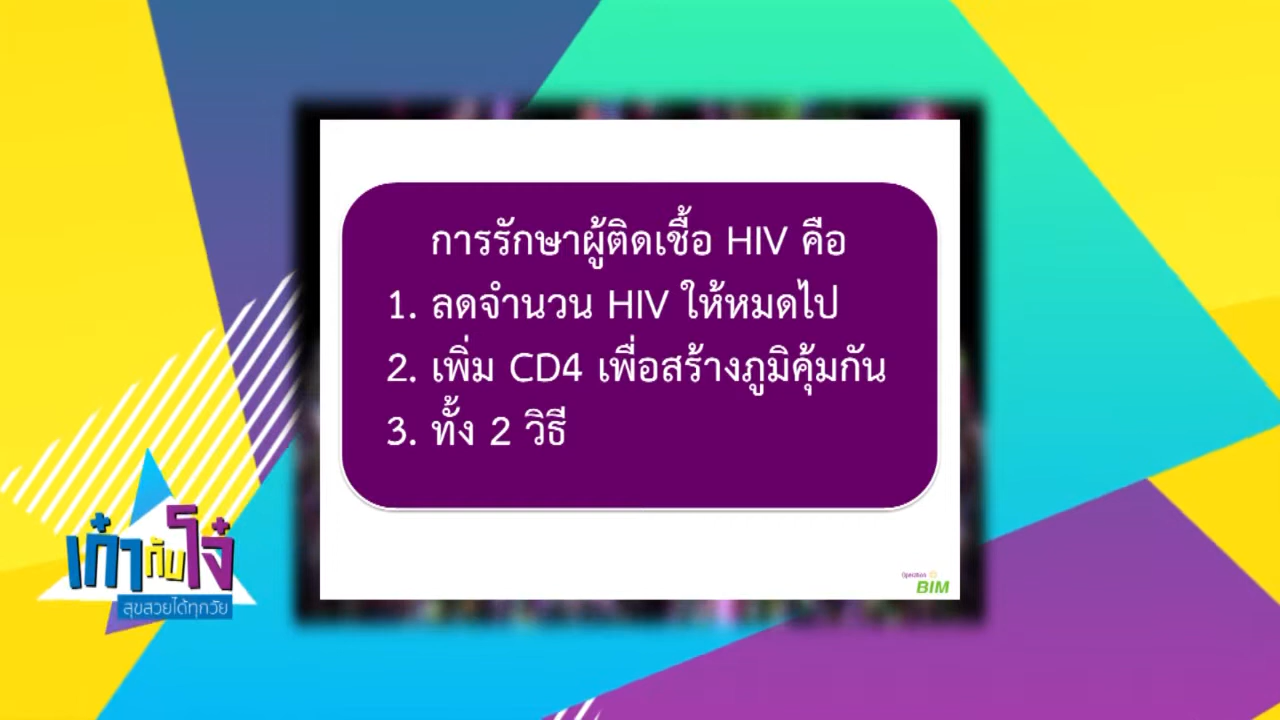 การรักษาผู้ติดเชื้อ HIV คือ
1. ลดจำนวน HIV ให้หมดไป
2. เพิ่ม CD4 เพื่อสร้างภูมิคุ้มกัน
3. ทั้ง 2 วิธี
Operation
BIM
เก๋ากับโจ๋
สุขสวยได้ทุกวัย